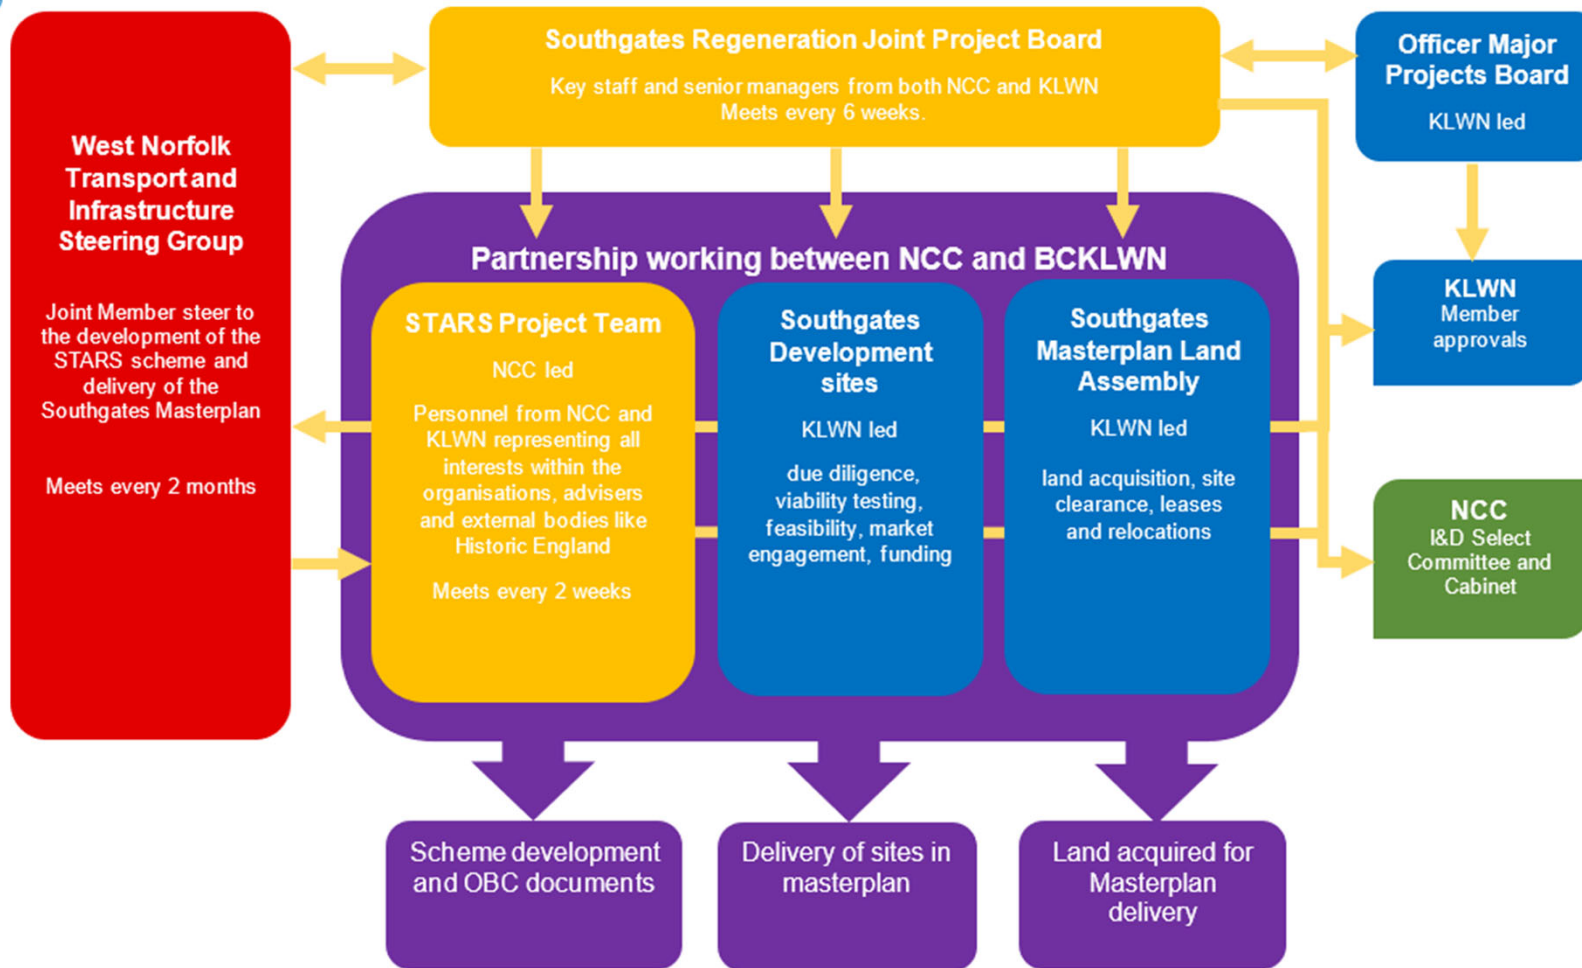 Southgates Regeneration Joint Project Board
Key staff and senior managers from both NCC and KLWN
Meets every 6 weeks.
Officer Major
Projects Board
KLWN led
West Norfolk
Transport and
Infrastructure
Steering Group
Joint Member steer to
the development of the
STARS scheme and
delivery of the
Southgates Masterplan
Meets every 2 months
Partnership working between NCC and BCKLWN
STARS Project Team
NCC led
Personnel from NCC and
KLWN representing all
interests within the
organisations, advisers
and external bodies like
Historic England
Meets every 2 weeks
Southgates
Development
sites
KLWN led
due diligence,
viability testing,
feasibility, market
engagement, funding
Southgates
Masterplan Land
Assembly
KLWN led
land acquisition, site
clearance, leases
and relocations
KLWN
Member
approvals
NCC
I&D Select
Committee and
Cabinet
Scheme development
and OBC documents
Delivery of sites in
masterplan
Land acquired for
Masterplan
delivery